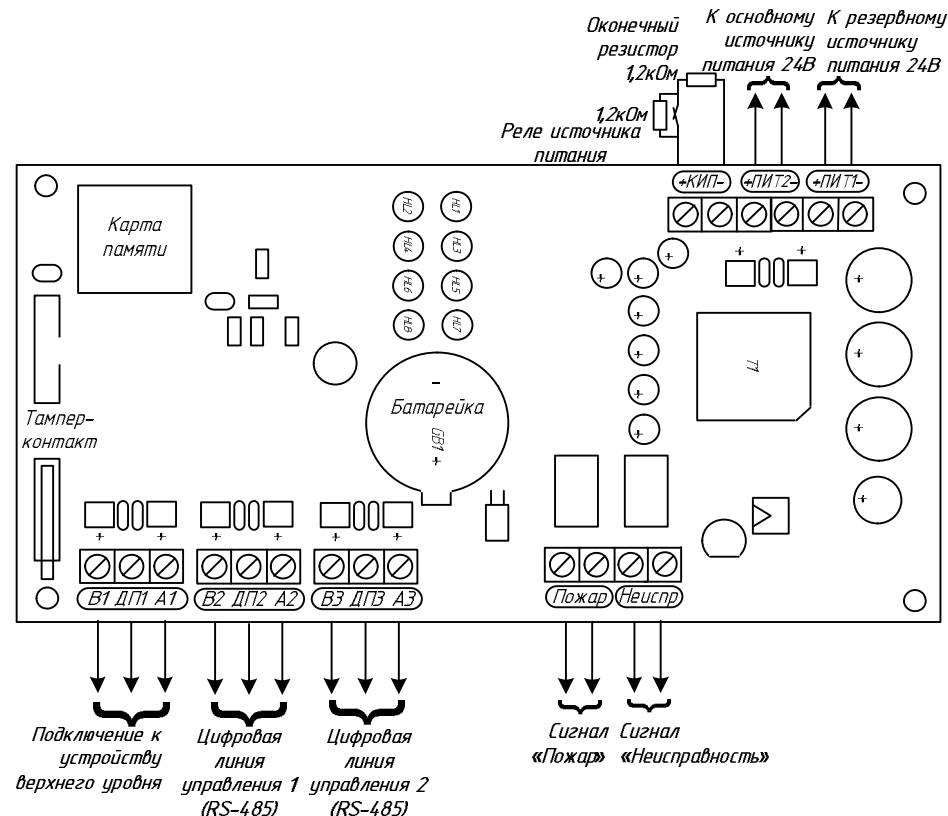 Оконечный
резистор
1,2кОм
К основному
источнику
питания 24В
К резервному
источнику
питания 24В
1,2кОм
Реле источника
питания
+КИП-
+ПИТ2-
+ПИТ1-
Карта
памяти
HL2
HL1
HL4
HL3
HL6
HL5
HL8
HL7
+
+
+
+
+
+
+
+
+
+
+
+
+
T1
-
Батарейка
GB1 +
Тампер-
контакт
+ +
+ +
+ +
В1 ДП1 А1
В2 ДП2 А2
В3 ДП3 А3
Пожар
Неиспр
Подключение к
устройству
верхнего уровня
Цифровая
линия
управления 1
(RS-485)
Цифровая
линия
управления 2
(RS-485)
Сигнал
«Пожар»
Сигнал
«Неисправность»